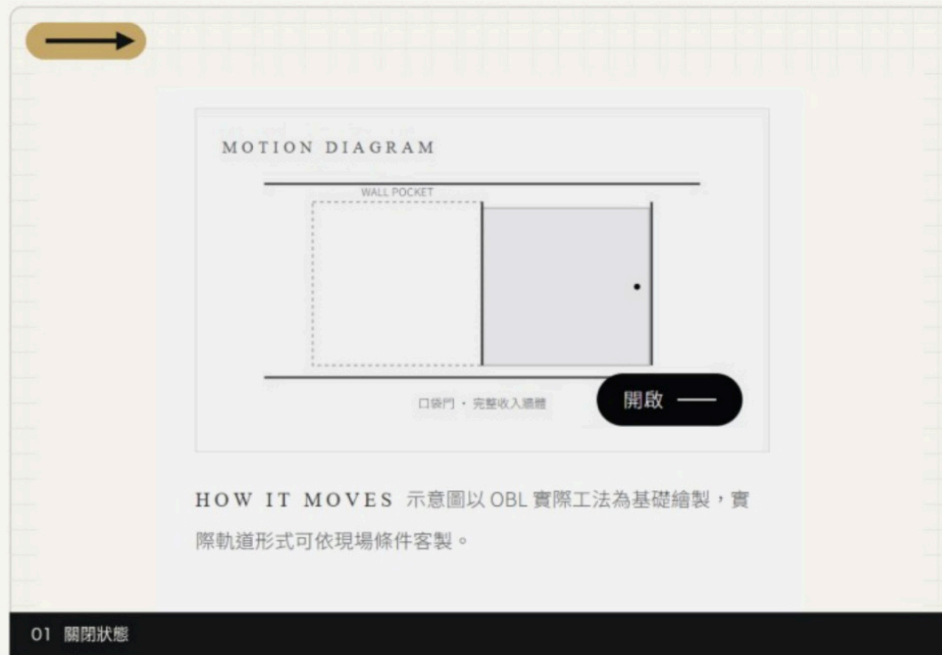 MOTION DIAGRAM
WALL POCKET
口袋門・完整收入牆體
開啟
HOW IT MOVES 示意圖以 OBL 實際工法為基礎繪製，實
際軌道形式可依現場條件客製。
01 關閉狀態